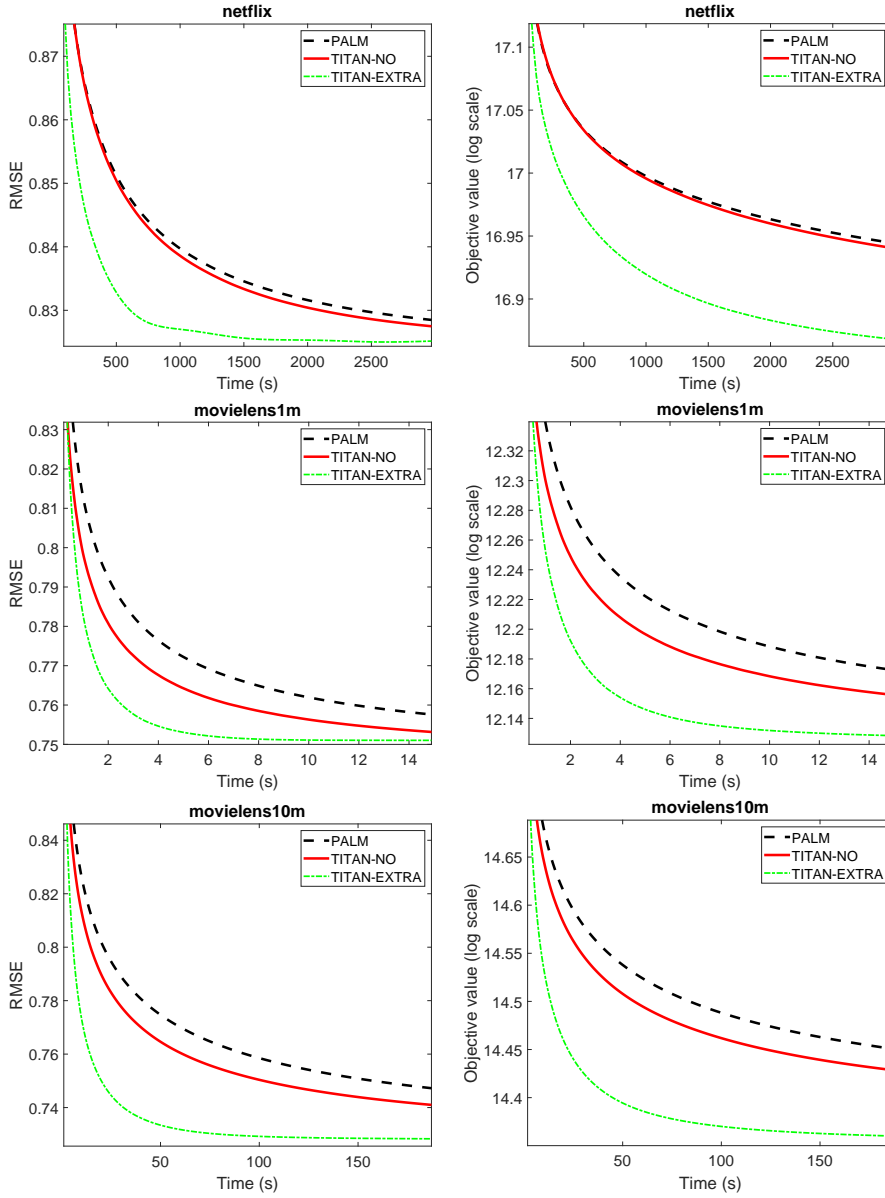 netflix
0.87
0.86
0.85
0.84
0.83
RMSE
PALM
TITAN-NO
TITAN-EXTRA
500 1000 1500 2000 2500
Time (s)
netflix
17.1
17.05
17
16.95
16.9
Objective value (log scale)
PALM
TITAN-NO
TITAN-EXTRA
500 1000 1500 2000 2500
Time (s)
movielens1m
0.83
0.82
0.81
0.8
0.79
0.78
0.77
0.76
0.75
RMSE
PALM
TITAN-NO
TITAN-EXTRA
2 4 6 8 10 12 14
Time (s)
movielens1m
12.32
12.3
12.28
12.26
12.24
12.22
12.2
12.18
12.16
12.14
Objective value (log scale)
PALM
TITAN-NO
TITAN-EXTRA
2 4 6 8 10 12 14
Time (s)
movielens10m
0.84
0.82
0.8
0.78
0.76
0.74
RMSE
PALM
TITAN-NO
TITAN-EXTRA
50 100 150
Time (s)
movielens10m
14.65
14.6
14.55
14.5
14.45
14.4
Objective value (log scale)
PALM
TITAN-NO
TITAN-EXTRA
50 100 150
Time (s)